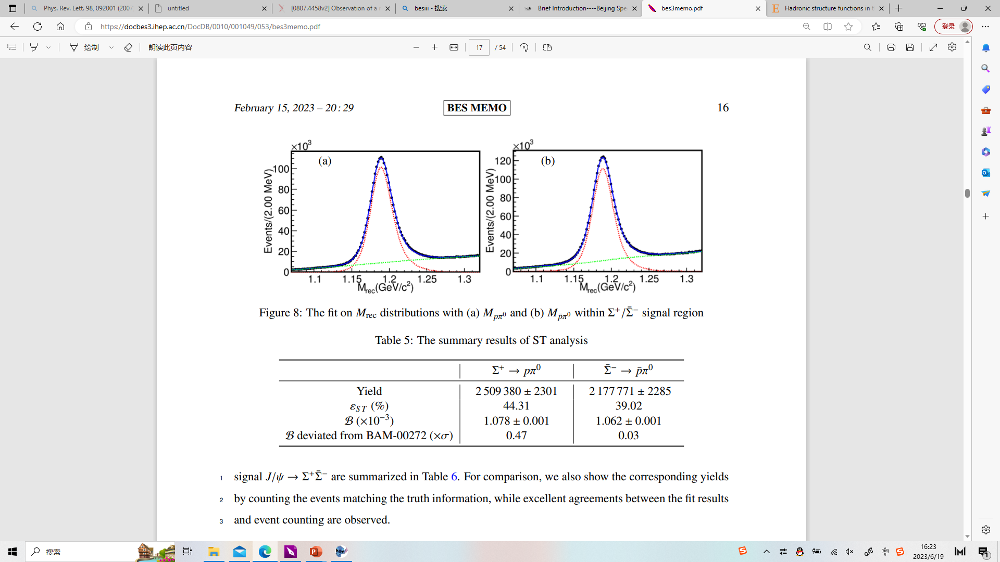 Phys. Rev. Lett. 98, 092001 (2007
untitled
[0807.4458v2] Observation of a
besiii - 搜索
Brief Introduction----Beijing Spe
bes3memo.pdf
Hadronic structure functions in t
https://docbes3.ihep.ac.cn/DocDB/0010/001049/053/bes3memo.pdf
登录
绘制
朗读此页内容
17 / 54
February 15, 2023 – 20 : 29
BES MEMO
16
×10³
(a)
Events/(2.00 MeV)
100
80
60
40
20
0
1.1 1.15 1.2 1.25 1.3
M_rec(GeV/c²)
×10³
(b)
Events/(2.00 MeV)
120
100
80
60
40
20
0
1.1 1.15 1.2 1.25 1.3
M_rec(GeV/c²)
Figure 8: The fit on M_rec distributions with (a) M_pπ⁰ and (b) M_p̄π⁰ within Σ⁺/Σ̄⁻ signal region
Table 5: The summary results of ST analysis
Σ⁺ → pπ⁰ Σ̄⁻ → p̄π⁰
Yield 2 509 380 ± 2301 2 177 771 ± 2285
ε_ST (%) 44.31 39.02
ℬ (×10⁻³) 1.078 ± 0.001 1.062 ± 0.001
ℬ deviated from BAM-00272 (×σ) 0.47 0.03
1 signal J/ψ → Σ⁺Σ̄⁻ are summarized in Table 6. For comparison, we also show the corresponding yields
2 by counting the events matching the truth information, while excellent agreements between the fit results
3 and event counting are observed.
搜索
中
16:23
2023/6/19
1